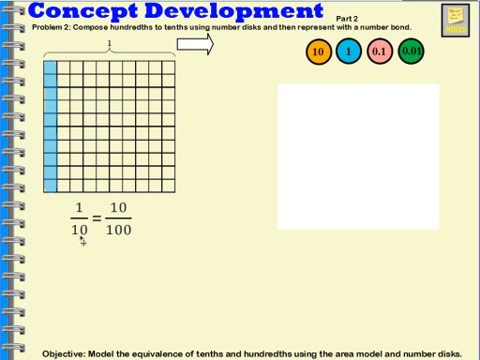 Concept Development
Part 2
Problem 2: Compose hundredths to tenths using number disks and then represent with a number bond.
1
10 1 0.1 0.01
1/10 = 10/100
Objective: Model the equivalence of tenths and hundredths using the area model and number disks.